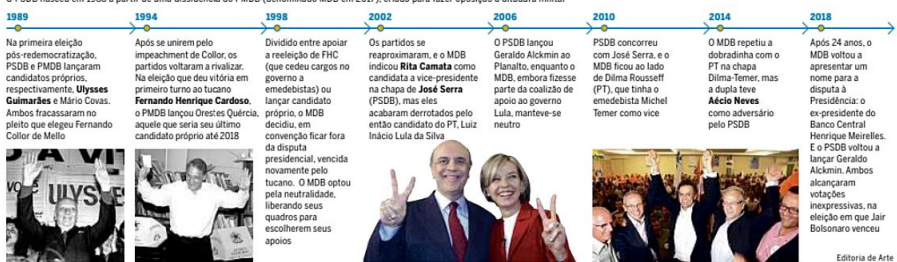 O PSDB nasceu em 1988 a partir de uma dissidência do PMDB (denominado MDB em 2017), criado para fazer oposição à ditadura militar
1989
Na primeira eleição
pós-redemocratização,
PSDB e PMDB lançaram
candidatos próprios,
respectivamente, Ulysses
Guimarães e Mário Covas.
Ambos fracassaram no
pleito que elegeu Fernando
Collor de Mello
1994
Após se unirem pelo
impeachment de Collor, os
partidos voltaram a rivalizar.
Na eleição que deu vitória em
primeiro turno ao tucano
Fernando Henrique Cardoso,
o PMDB lançou Orestes Quércia,
aquele que seria seu último
candidato próprio até 2018
1998
Dividido entre apoiar
a reeleição de FHC
(que cedeu cargos no
governo a
emedebistas) ou
lançar candidato
próprio, o MDB
decidiu, em
convenção ficar fora
da disputa
presidencial, vencida
novamente pelo
tucano. O MDB optou
pela neutralidade,
liberando seus
quadros para
escolherem seus
apoios
2002
Os partidos se
reaproximaram, e o MDB
indicou Rita Camata como
candidata a vice-presidente
na chapa de José Serra
(PSDB), mas eles
acabaram derrotados pelo
então candidato do PT, Luiz
Inácio Lula da Silva
2006
O PSDB lançou
Geraldo Alckmin ao
Planalto, enquanto o
MDB, embora fizesse
parte da coalizão de
apoio ao governo
Lula, manteve-se
neutro
2010
PSDB concorreu
com José Serra, e o
MDB ficou ao lado
de Dilma Rousseff
(PT), que tinha o
emedebista Michel
Temer como vice
2014
O MDB repetiu a
dobradinha com o
PT na chapa
Dilma-Temer, mas
a dupla teve
Aécio Neves
como adversário
pelo PSDB
2018
Após 24 anos, o
MDB voltou a
apresentar um
nome para a
disputa à
Presidência: o
ex-presidente do
Banco Central
Henrique Meirelles.
E o PSDB voltou a
lançar Geraldo
Alckmin. Ambos
alcançaram
votações
inexpressivas, na
eleição em que Jair
Bolsonaro venceu
ULYSSES
Editoria de Arte